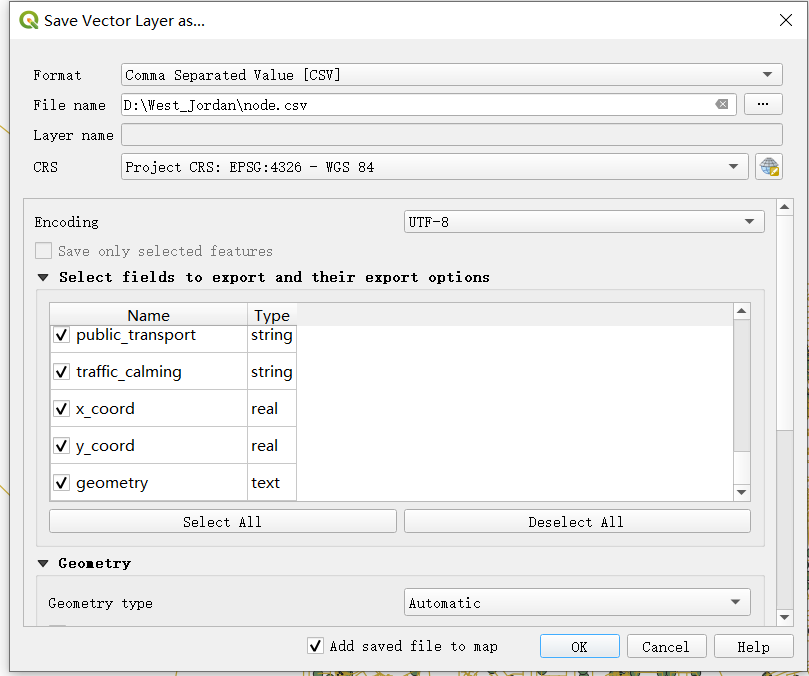 Save Vector Layer as...
Format Comma Separated Value [CSV]
File name D:\West_Jordan\node.csv ...
Layer name
CRS Project CRS: EPSG:4326 - WGS 84
Encoding UTF-8
Save only selected features
Select fields to export and their export options
Name Type
public_transport string
traffic_calming string
x_coord real
y_coord real
geometry text
Select All Deselect All
Geometry
Geometry type Automatic
Add saved file to map OK Cancel Help